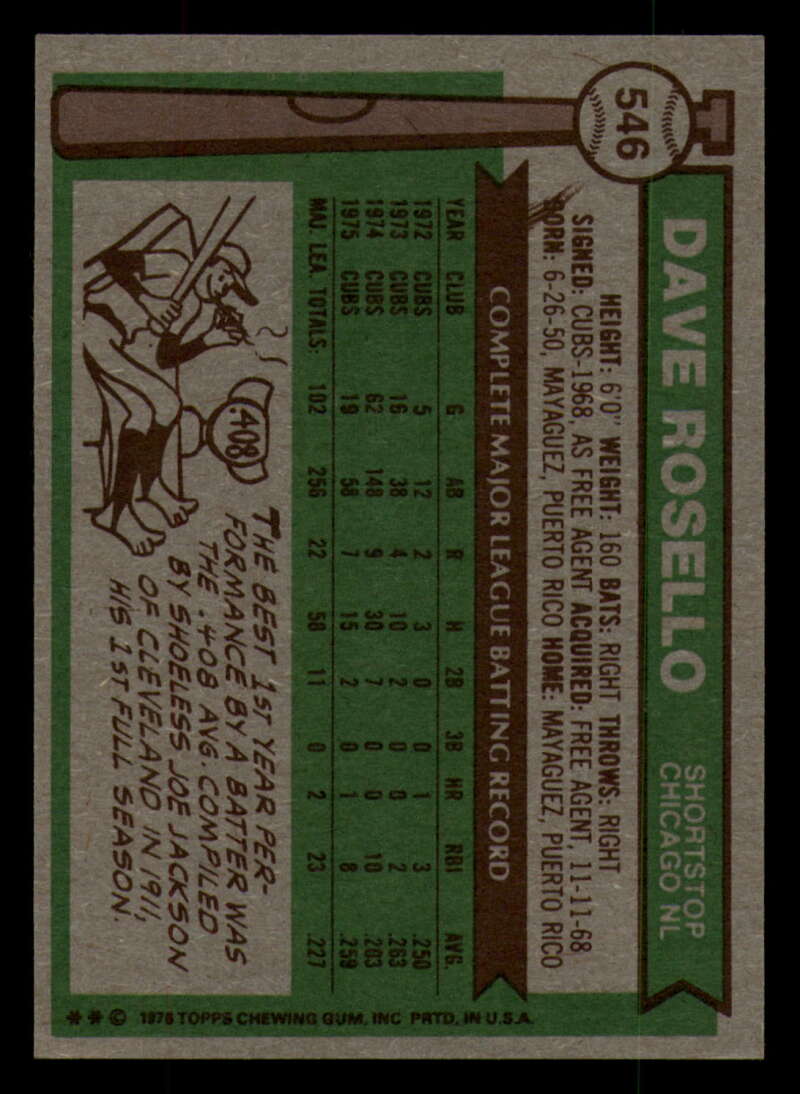 546
DAVE ROSELLO
SHORTSTOP
CHICAGO NL
HEIGHT: 6'0" WEIGHT: 160 BATS: RIGHT THROWS: RIGHT
SIGNED: CUBS-1968, AS FREE AGENT ACQUIRED: FREE AGENT, 11-11-68
BORN: 6-26-50, MAYAGUEZ, PUERTO RICO HOME: MAYAGUEZ, PUERTO RICO
COMPLETE MAJOR LEAGUE BATTING RECORD
YEAR CLUB G AB R H 2B 3B HR RBI AVG.
1972 CUBS 5 12 2 3 0 0 1 3 .250
1973 CUBS 16 38 4 10 2 0 0 2 .263
1974 CUBS 62 148 9 30 7 0 0 10 .203
1975 CUBS 19 58 7 15 2 0 1 8 .259
MAJ. LEA. TOTALS: 102 256 22 58 11 0 2 23 .227
.408
THE BEST 1ST YEAR PER-
FORMANCE BY A BATTER WAS
THE .408 AVG. COMPILED
BY SHOELESS JOE JACKSON
OF CLEVELAND IN 1911,
HIS 1ST FULL SEASON.
* * © 1976 TOPPS CHEWING GUM, INC PRTD. IN U.S.A.